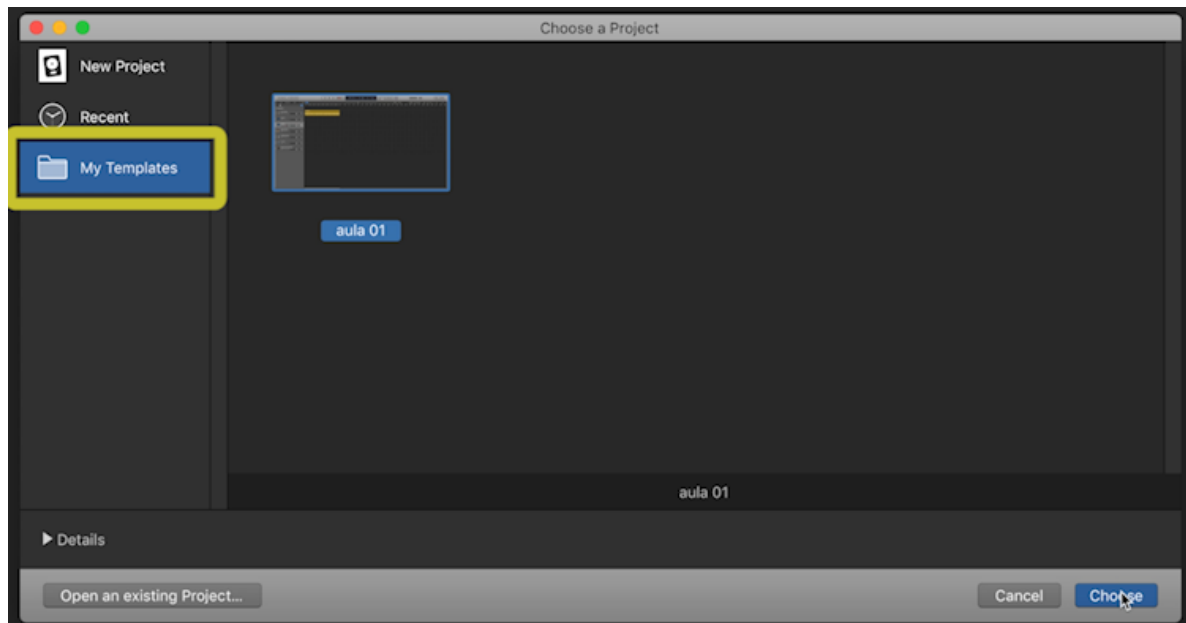 Choose a Project
New Project
Recent
My Templates
aula 01
aula 01
Details
Open an existing Project...
Cancel
Choose